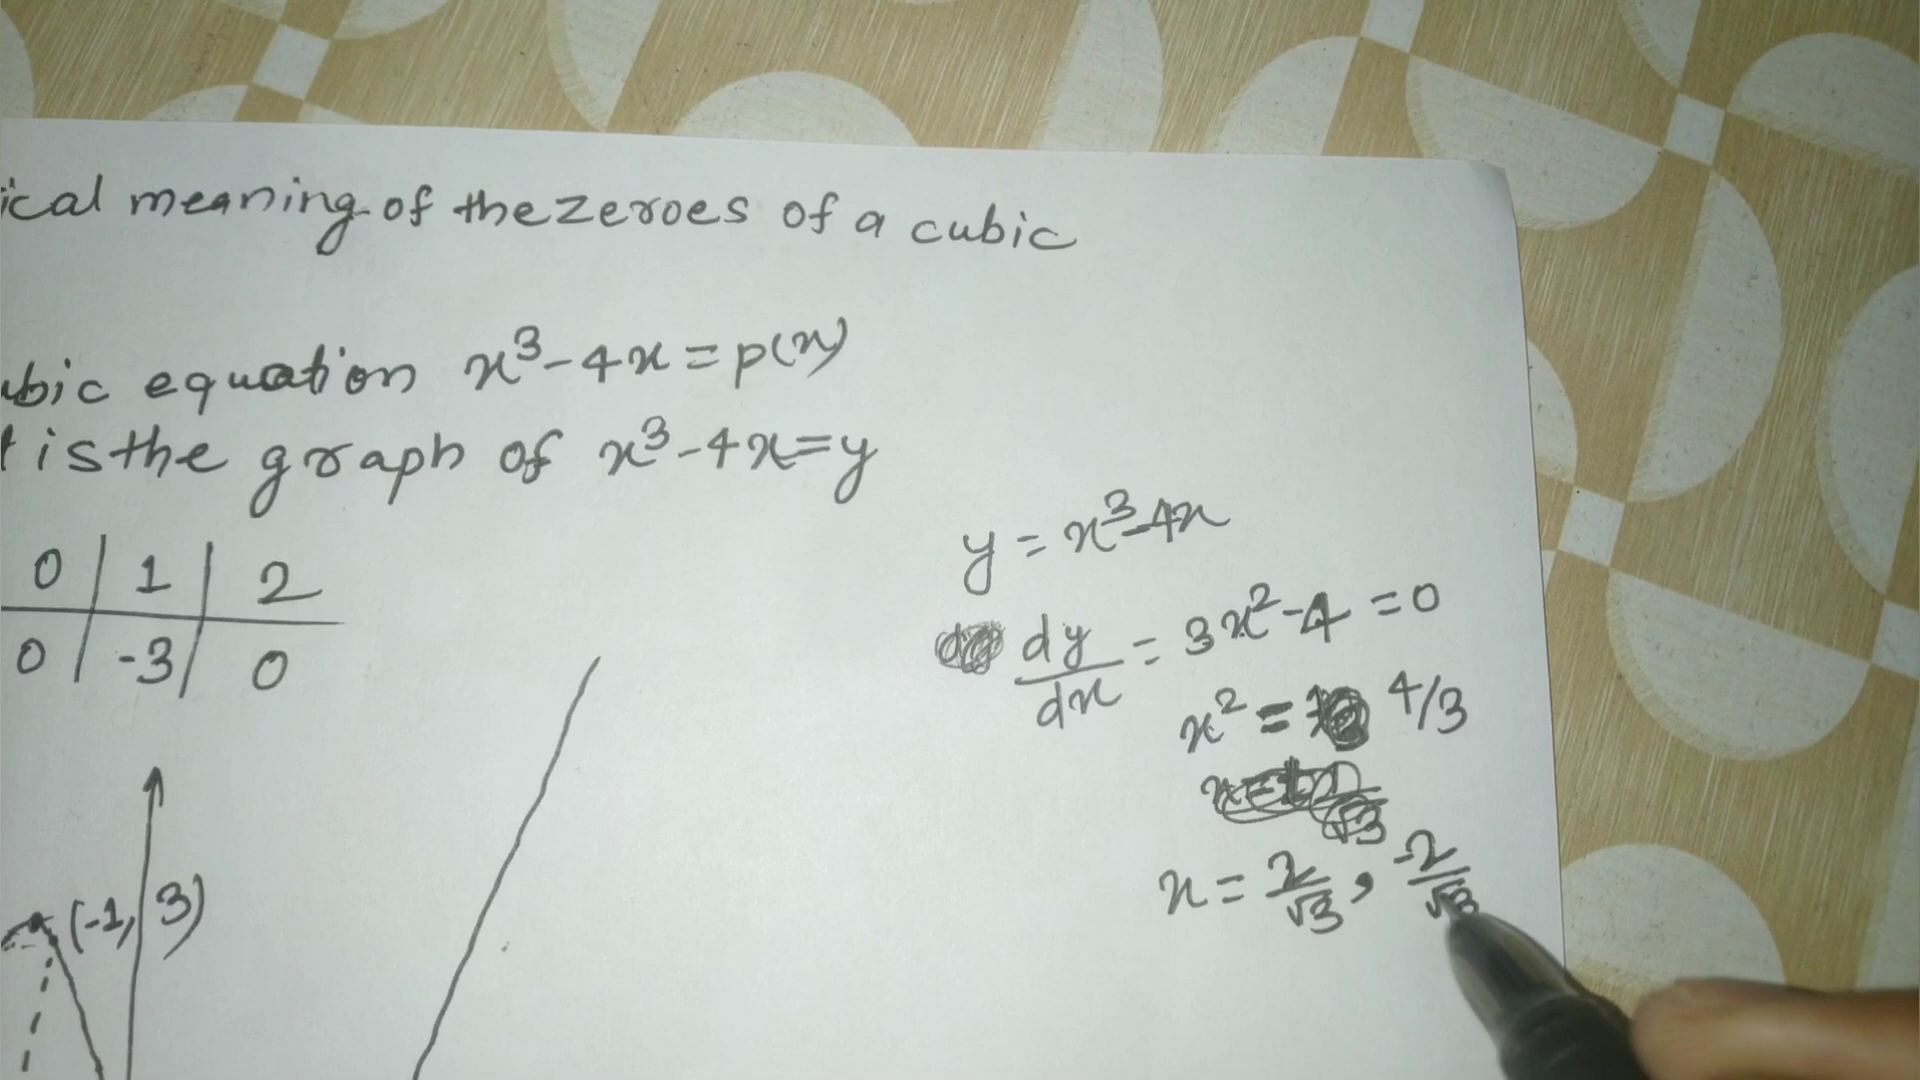 ical meaning of the zeroes of a cubic
ubic equation x³-4x=p(x)
t is the graph of x³-4x=y
0 | 1 | 2
0 | -3 | 0
(-1, 3)
y = x³-4x
dy/dx = 3x²-4 = 0
x² = 4/3
x = 2/√3, -2/√3